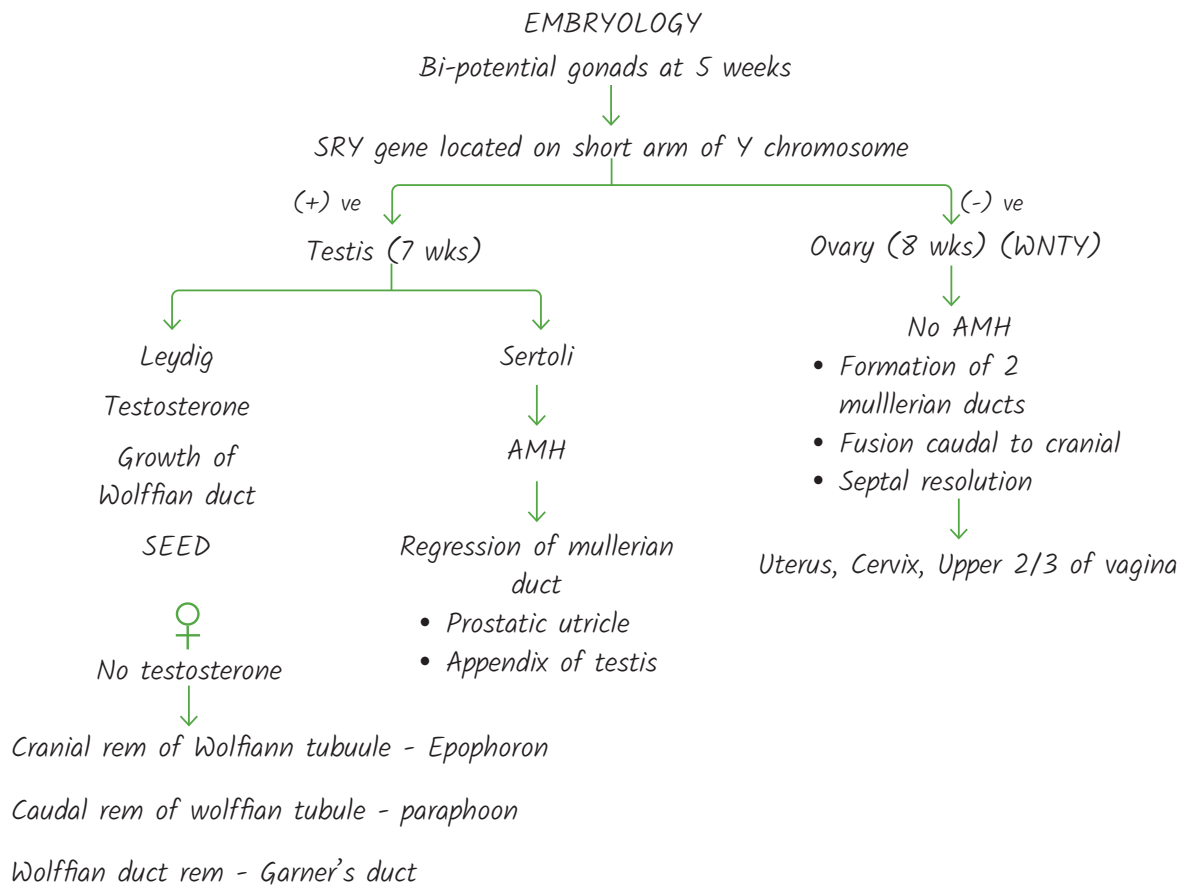 EMBRYOLOGY
Bi-potential gonads at 5 weeks
SRY gene located on short arm of Y chromosome
(+) ve
(-) ve
Testis (7 wks)
Ovary (8 wks) (WNTY)
Leydig
Testosterone
Growth of
Wolffian duct
SEED
No testosterone
Cranial rem of Wolfiann tubuule - Epophoron
Caudal rem of wolffian tubule - paraphoon
Wolffian duct rem - Garner's duct
Sertoli
AMH
Regression of mullerian
duct
• Prostatic utricle
• Appendix of testis
No AMH
• Formation of 2
mulllerian ducts
• Fusion caudal to cranial
• Septal resolution
Uterus, Cervix, Upper 2/3 of vagina